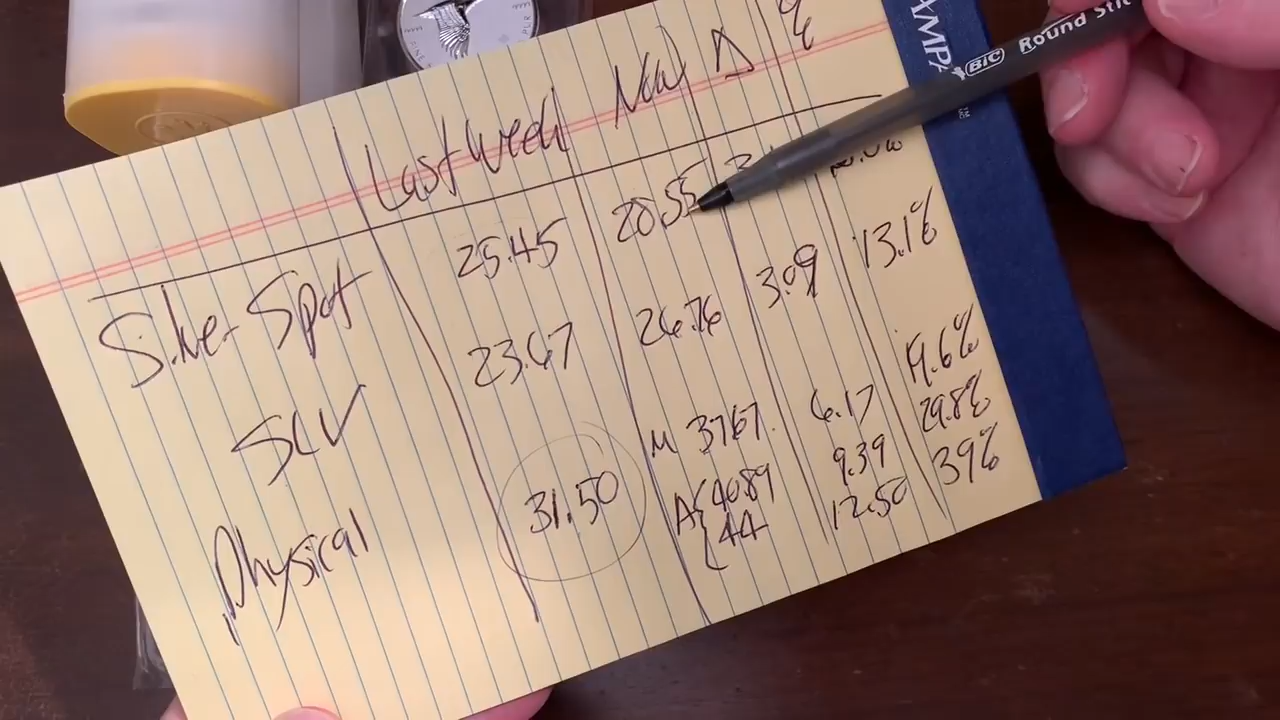 Last Week Now Δ %
Silver Spot 25.45 28.55
SLV 23.67 26.76 3.09 13.1%
Physical 31.50 M 37.67 6.17 19.6%
A 40.89 9.39 29.8%
44 12.50 39%
BIC Round Stic
AMPA